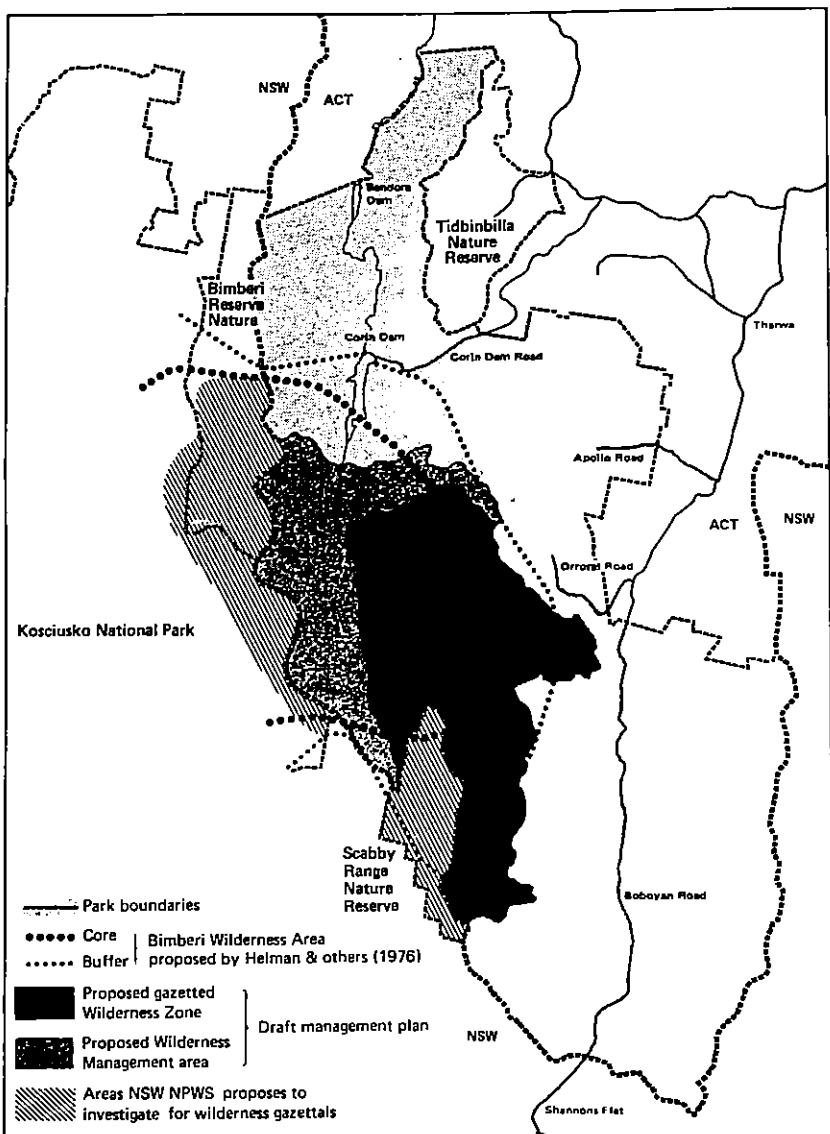 NSW
ACT
Bendora
Dam
Tidbinbilla
Nature
Reserve
Bimberi
Reserve
Nature
Corin Dam
Corin Dam Road
Tharwa
Apollo Road
ACT
NSW
Orroral Road
Kosciusko National Park
Scabby
Range
Nature
Reserve
Boboyan Road
Park boundaries
Core
Buffer
Bimberi Wilderness Area
proposed by Helman & others (1976)
Proposed gazetted
Wilderness Zone
Proposed Wilderness
Management area
Draft management plan
Areas NSW NPWS proposes to
investigate for wilderness gazettals
NSW
Shannons Flat